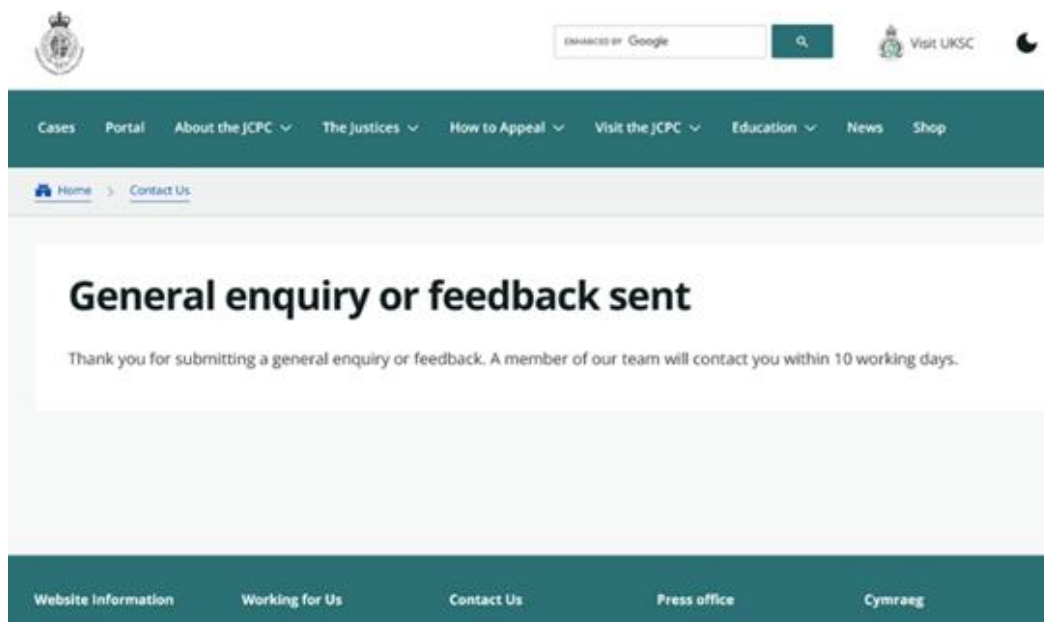 ENHANCED BY Google
Visit UKSC
Cases Portal About the JCPC The Justices How to Appeal Visit the JCPC Education News Shop
Home > Contact Us
General enquiry or feedback sent
Thank you for submitting a general enquiry or feedback. A member of our team will contact you within 10 working days.
Website Information Working for Us Contact Us Press office Cymraeg